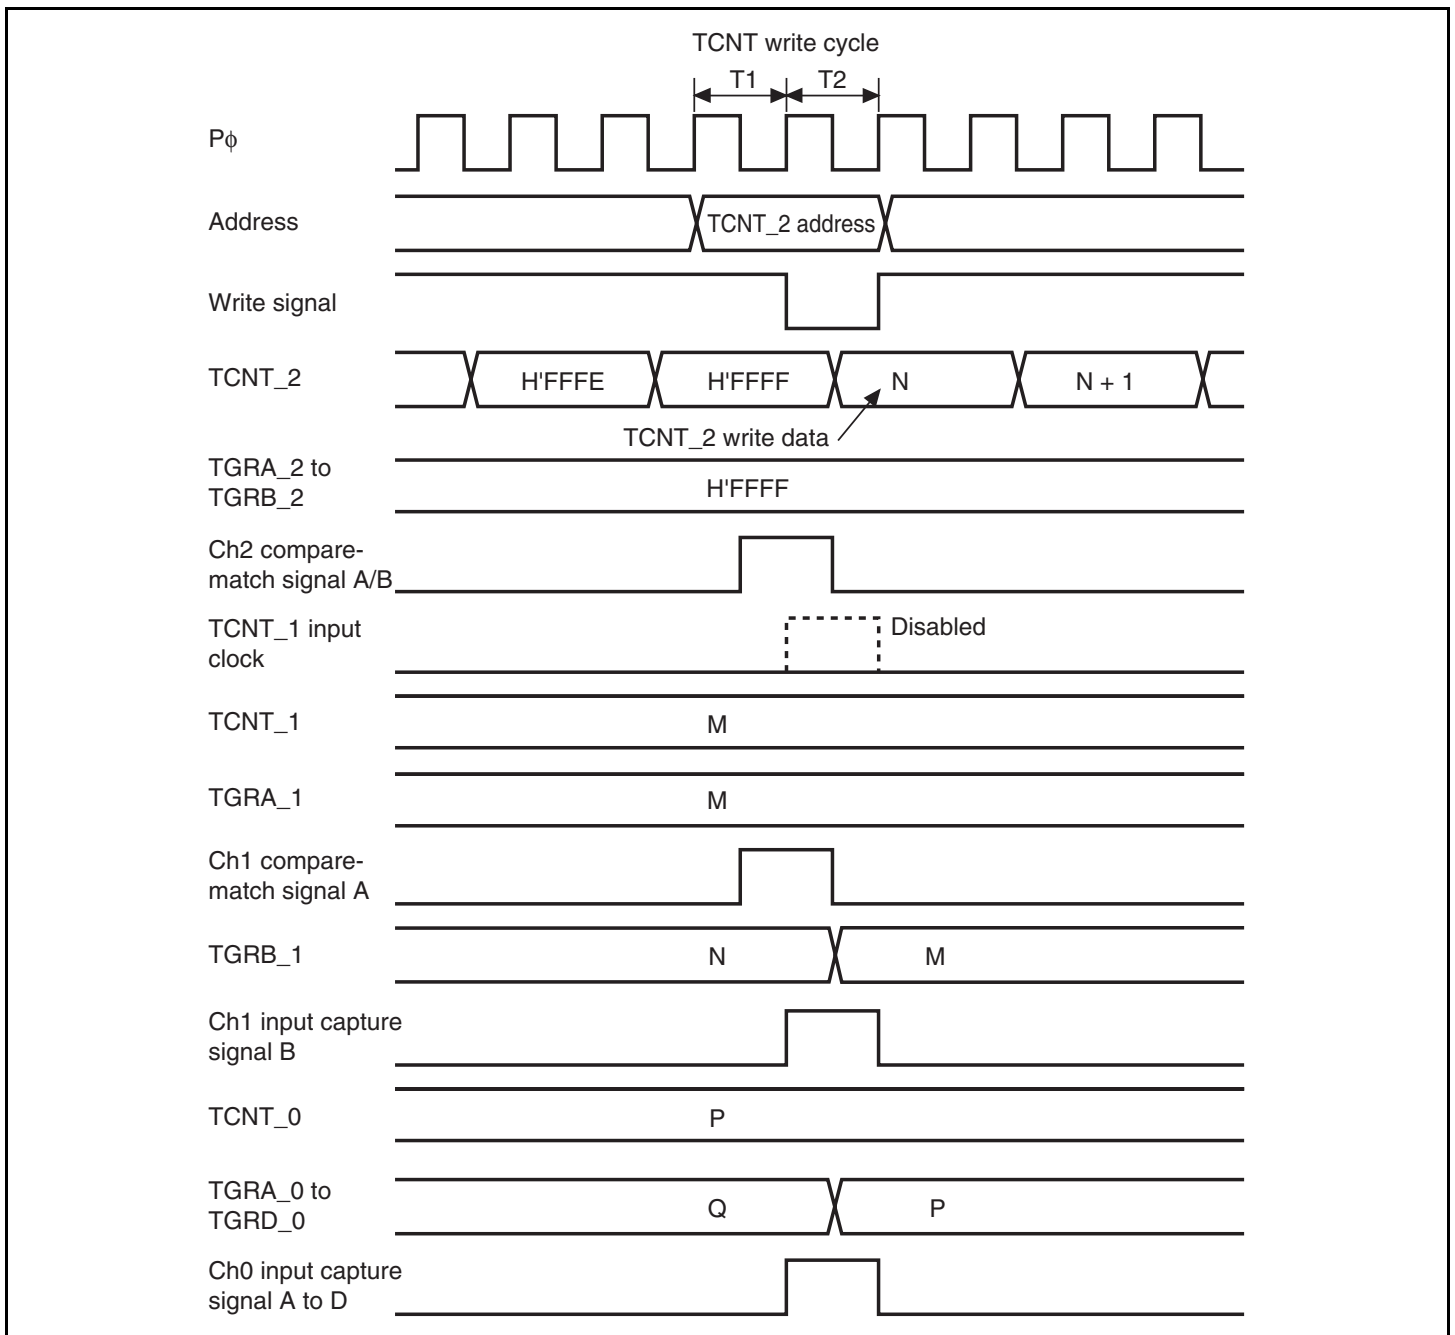 TCNT write cycle
T1 T2
Pϕ
Address
TCNT_2 address
Write signal
TCNT_2
H'FFFE H'FFFF N N + 1
TCNT_2 write data
TGRA_2 to
TGRB_2
H'FFFF
Ch2 compare-
match signal A/B
TCNT_1 input
clock
Disabled
TCNT_1
M
TGRA_1
M
Ch1 compare-
match signal A
TGRB_1
N M
Ch1 input capture
signal B
TCNT_0
P
TGRA_0 to
TGRD_0
Q P
Ch0 input capture
signal A to D